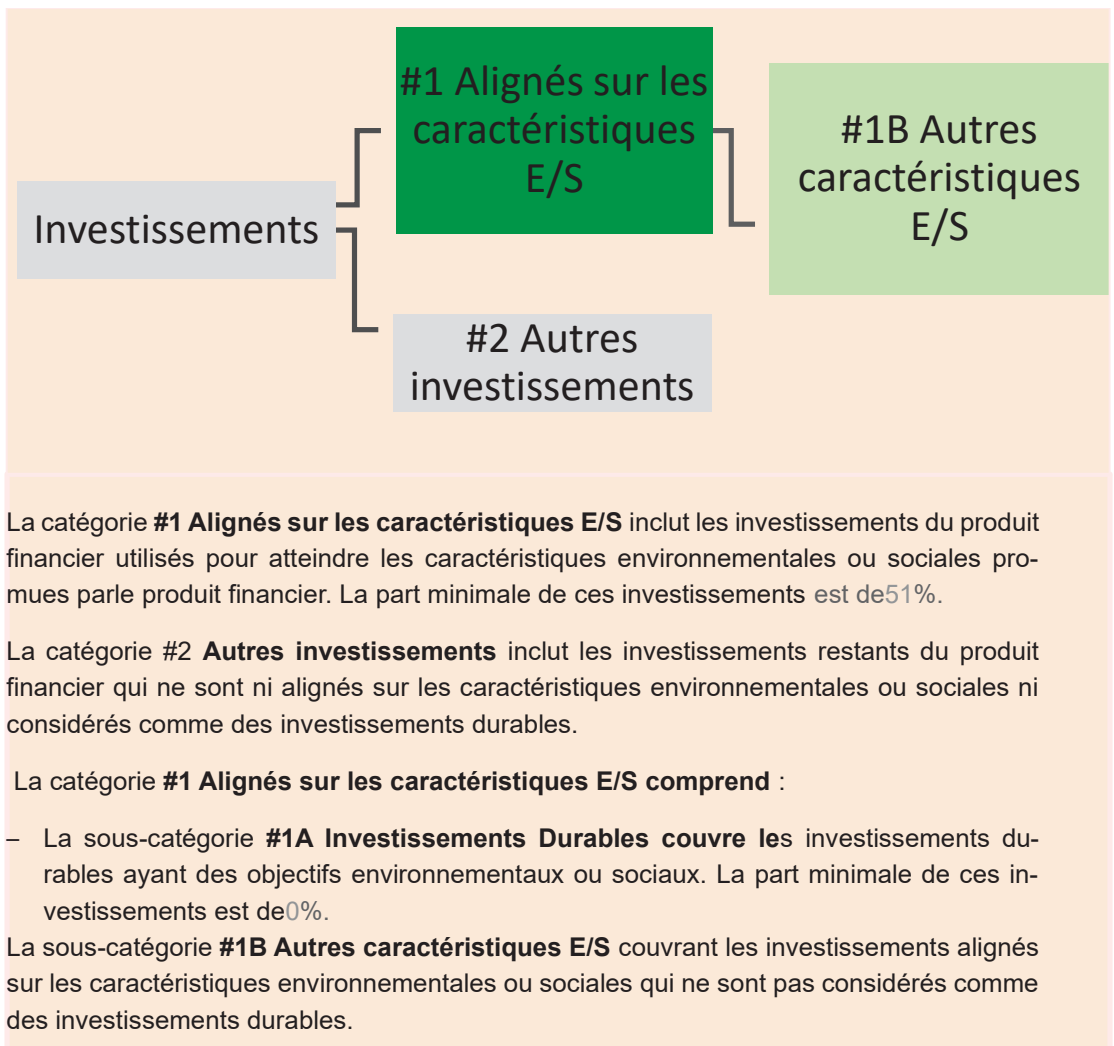 #1 Alignés sur les
caractéristiques
E/S
#1B Autres
caractéristiques
E/S
Investissements
#2 Autres
investissements
La catégorie #1 Alignés sur les caractéristiques E/S inclut les investissements du produit
financier utilisés pour atteindre les caractéristiques environnementales ou sociales pro-
mues parle produit financier. La part minimale de ces investissements est de51%.
La catégorie #2 Autres investissements inclut les investissements restants du produit
financier qui ne sont ni alignés sur les caractéristiques environnementales ou sociales ni
considérés comme des investissements durables.
La catégorie #1 Alignés sur les caractéristiques E/S comprend :
– La sous-catégorie #1A Investissements Durables couvre les investissements du-
rables ayant des objectifs environnementaux ou sociaux. La part minimale de ces in-
vestissements est de0%.
La sous-catégorie #1B Autres caractéristiques E/S couvrant les investissements alignés
sur les caractéristiques environnementales ou sociales qui ne sont pas considérés comme
des investissements durables.